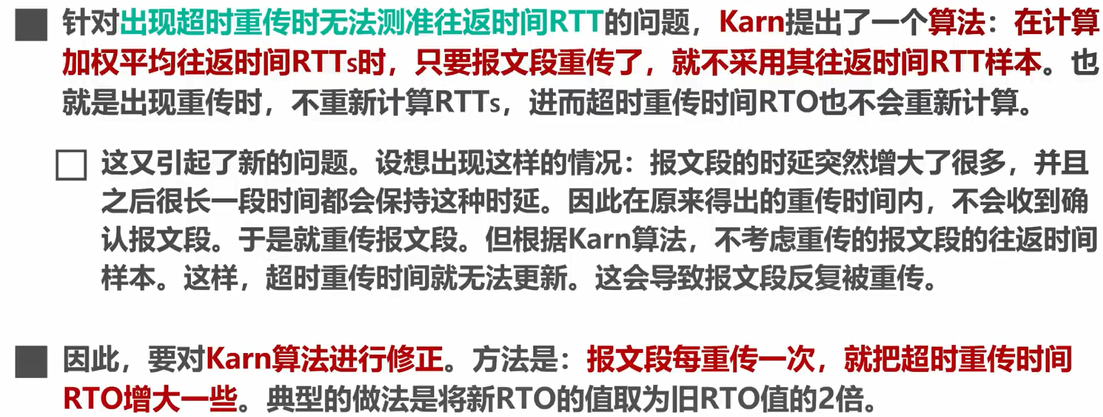 针对出现超时重传时无法测准往返时间RTT的问题，Karn提出了一个算法：在计算
加权平均往返时间RTTs时，只要报文段重传了，就不采用其往返时间RTT样本。也
就是出现重传时，不重新计算RTTs，进而超时重传时间RTO也不会重新计算。
这又引起了新的问题。设想出现这样的情况：报文段的时延突然增大了很多，并且
之后很长一段时间都会保持这种时延。因此在原来得出的重传时间内，不会收到确
认报文段。于是就重传报文段。但根据Karn算法，不考虑重传的报文段的往返时间
样本。这样，超时重传时间就无法更新。这会导致报文段反复被重传。
因此，要对Karn算法进行修正。方法是：报文段每重传一次，就把超时重传时间
RTO增大一些。典型的做法是将新RTO的值取为旧RTO值的2倍。